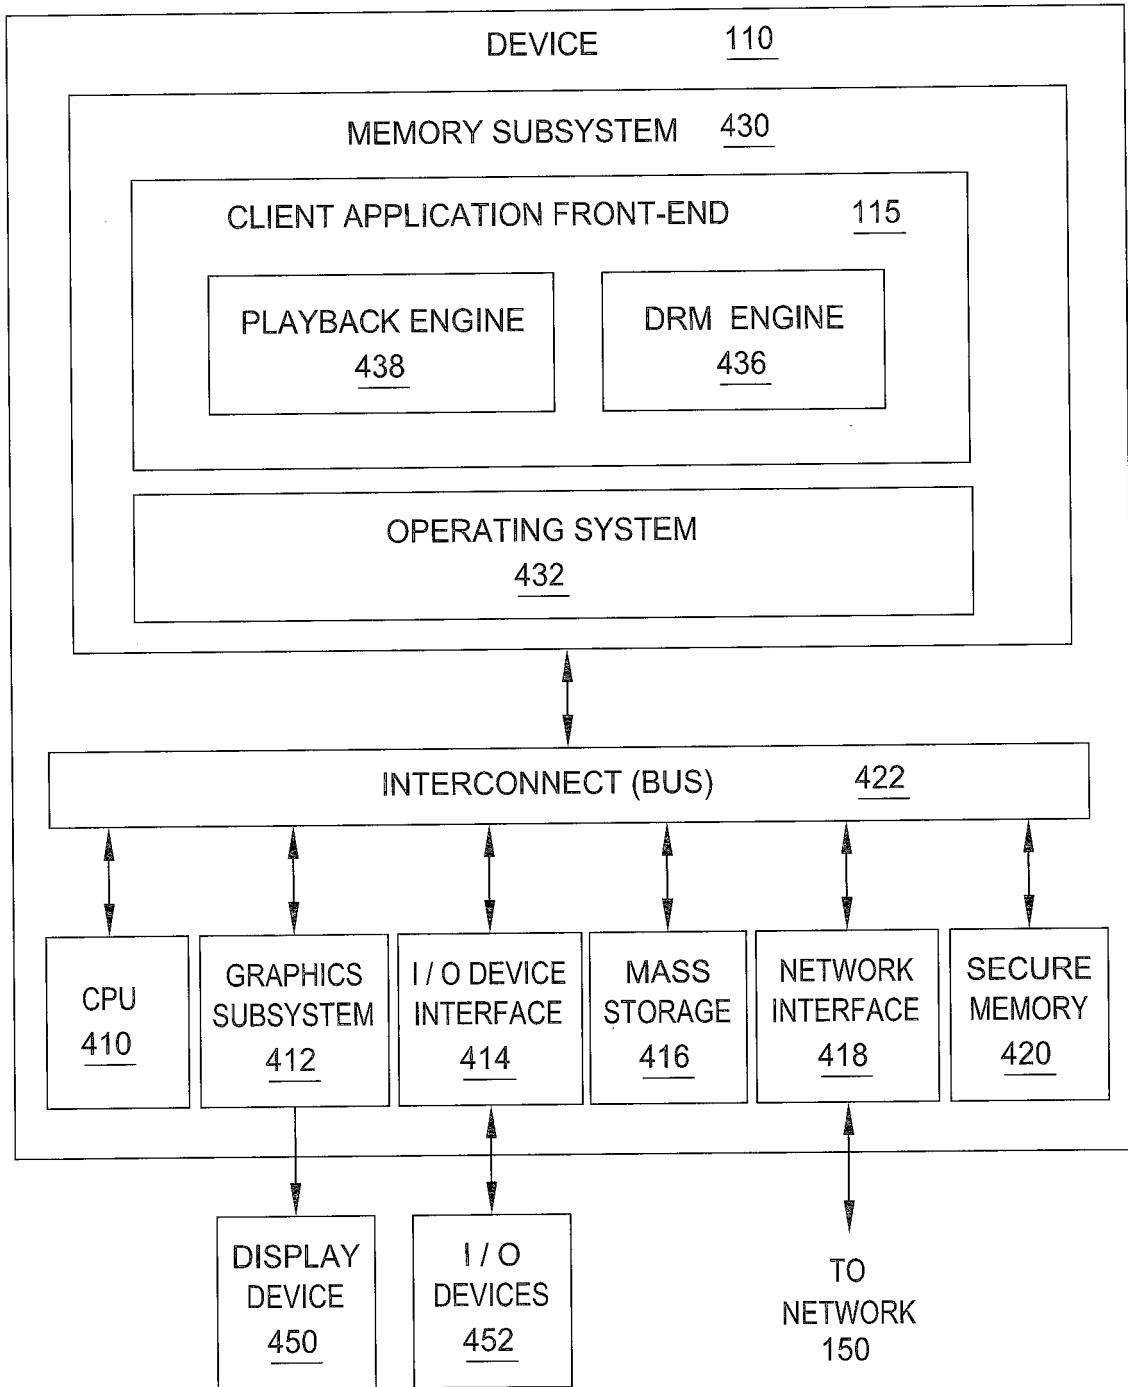 DEVICE 110
MEMORY SUBSYSTEM 430
CLIENT APPLICATION FRONT-END 115
PLAYBACK ENGINE
438
DRM ENGINE
436
OPERATING SYSTEM
432
INTERCONNECT (BUS) 422
CPU
410
GRAPHICS
SUBSYSTEM
412
I / O DEVICE
INTERFACE
414
MASS
STORAGE
416
NETWORK
INTERFACE
418
SECURE
MEMORY
420
DISPLAY
DEVICE
450
I / O
DEVICES
452
TO
NETWORK
150